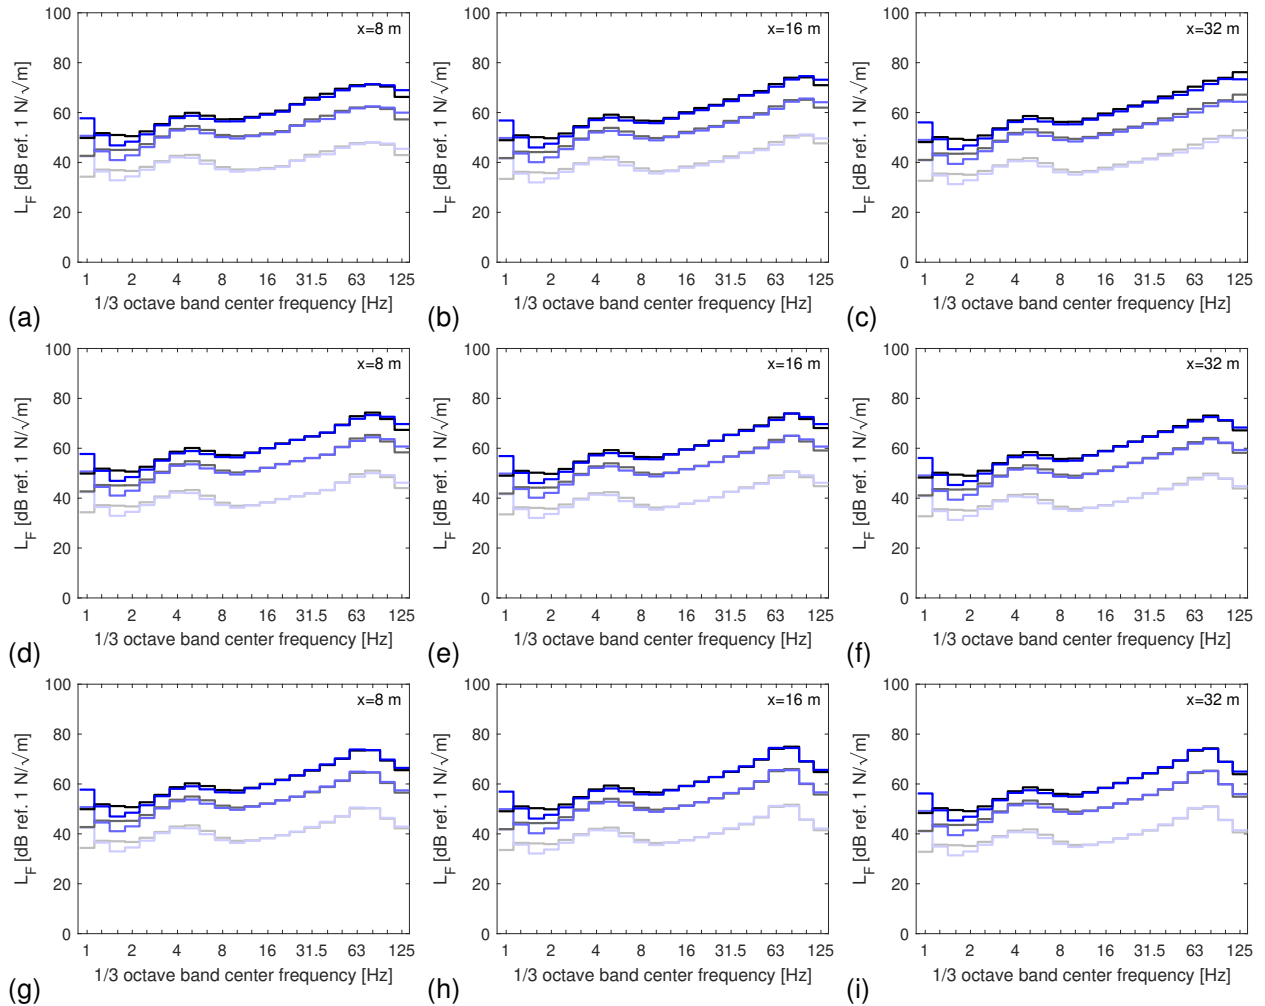 100
80
60
40
20
0
L_F [dB ref. 1 N/√m]
x=8 m
1 2 4 8 16 31.5 63 125
1/3 octave band center frequency [Hz]
(a)
100
80
60
40
20
0
L_F [dB ref. 1 N/√m]
x=16 m
1 2 4 8 16 31.5 63 125
1/3 octave band center frequency [Hz]
(b)
100
80
60
40
20
0
L_F [dB ref. 1 N/√m]
x=32 m
1 2 4 8 16 31.5 63 125
1/3 octave band center frequency [Hz]
(c)
100
80
60
40
20
0
L_F [dB ref. 1 N/√m]
x=8 m
1 2 4 8 16 31.5 63 125
1/3 octave band center frequency [Hz]
(d)
100
80
60
40
20
0
L_F [dB ref. 1 N/√m]
x=16 m
1 2 4 8 16 31.5 63 125
1/3 octave band center frequency [Hz]
(e)
100
80
60
40
20
0
L_F [dB ref. 1 N/√m]
x=32 m
1 2 4 8 16 31.5 63 125
1/3 octave band center frequency [Hz]
(f)
100
80
60
40
20
0
L_F [dB ref. 1 N/√m]
x=8 m
1 2 4 8 16 31.5 63 125
1/3 octave band center frequency [Hz]
(g)
100
80
60
40
20
0
L_F [dB ref. 1 N/√m]
x=16 m
1 2 4 8 16 31.5 63 125
1/3 octave band center frequency [Hz]
(h)
100
80
60
40
20
0
L_F [dB ref. 1 N/√m]
x=32 m
1 2 4 8 16 31.5 63 125
1/3 octave band center frequency [Hz]
(i)